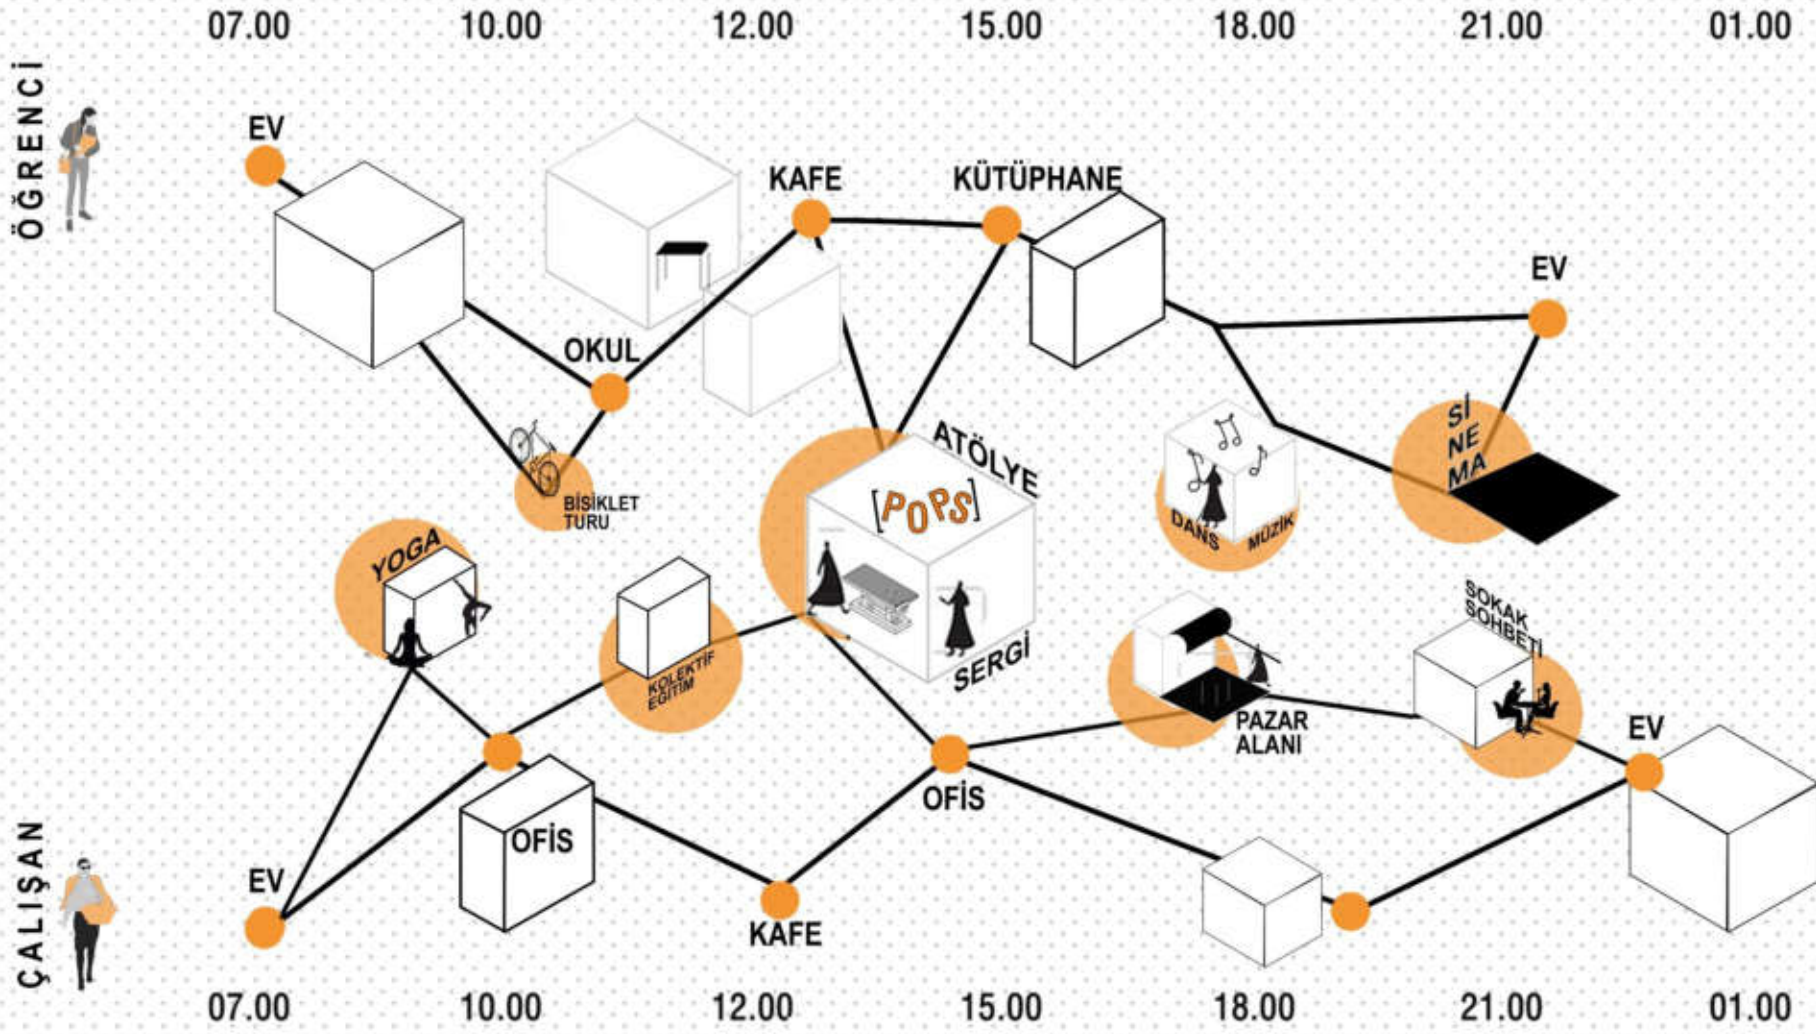 07.00 10.00 12.00 15.00 18.00 21.00 01.00
ÖĞRENCİ
EV
KAFE
KÜTÜPHANE
EV
OKUL
BİSİKLET
TURU
ATÖLYE
[POPS]
SERGİ
DANS
MÜZİK
Sİ
NE
MA
YOGA
KOLEKTİF
EĞİTİM
SOKAK
SOHBETİ
PAZAR
ALANI
EV
OFİS
OFİS
EV
KAFE
ÇALIŞAN
07.00 10.00 12.00 15.00 18.00 21.00 01.00